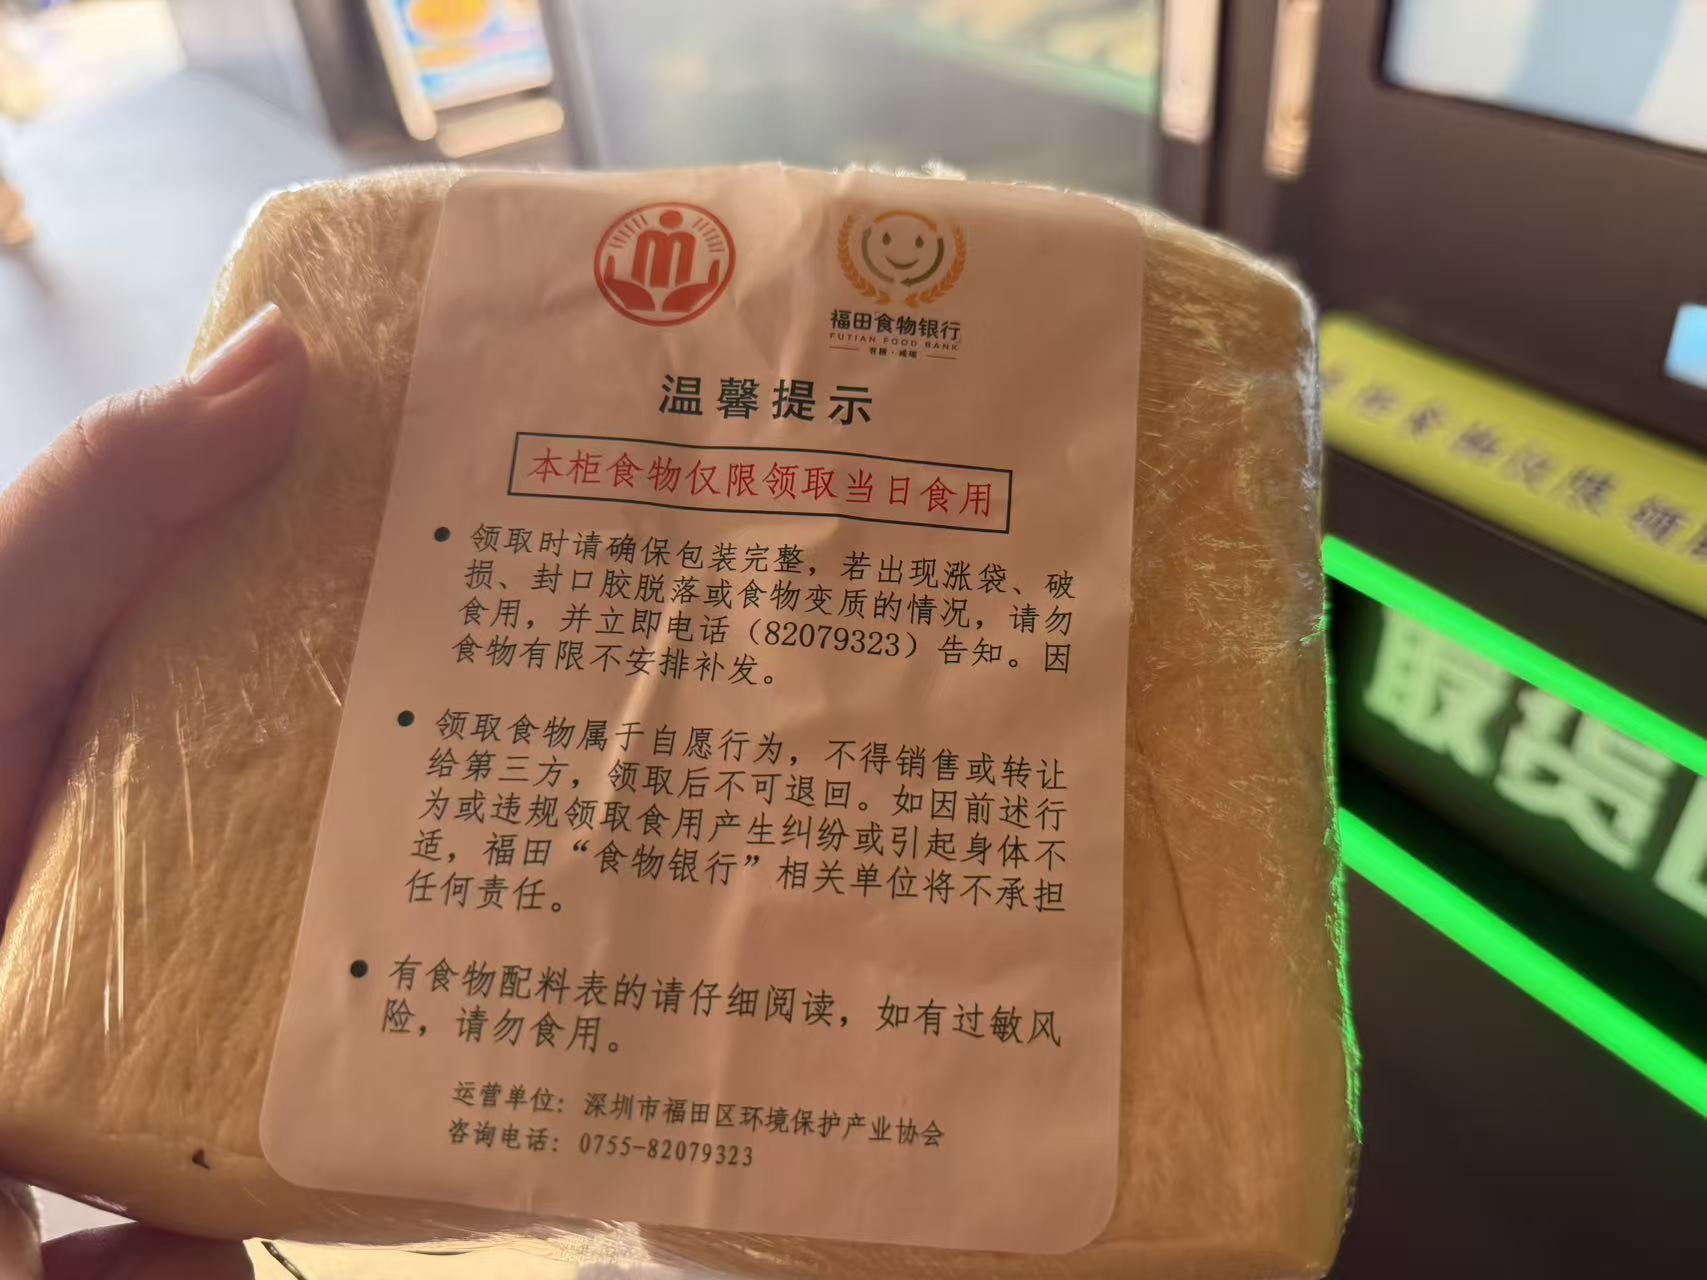 福田食物银行
FUTIAN FOOD BANK
温馨提示
本柜食物仅限领取当日食用
● 领取时请确保包装完整，若出现涨袋、破
损、封口胶脱落或食物变质的情况，请勿
食用，并立即电话（82079323）告知。因
食物有限不安排补发。
● 领取食物属于自愿行为，不得销售或转让
给第三方，领取后不可退回。如因前述行
为或违规领取食用产生纠纷或引起身体不
适，福田“食物银行”相关单位将不承担
任何责任。
● 有食物配料表的请仔细阅读，如有过敏风
险，请勿食用。
运营单位：深圳市福田区环境保护产业协会
咨询电话：0755-82079323
取货